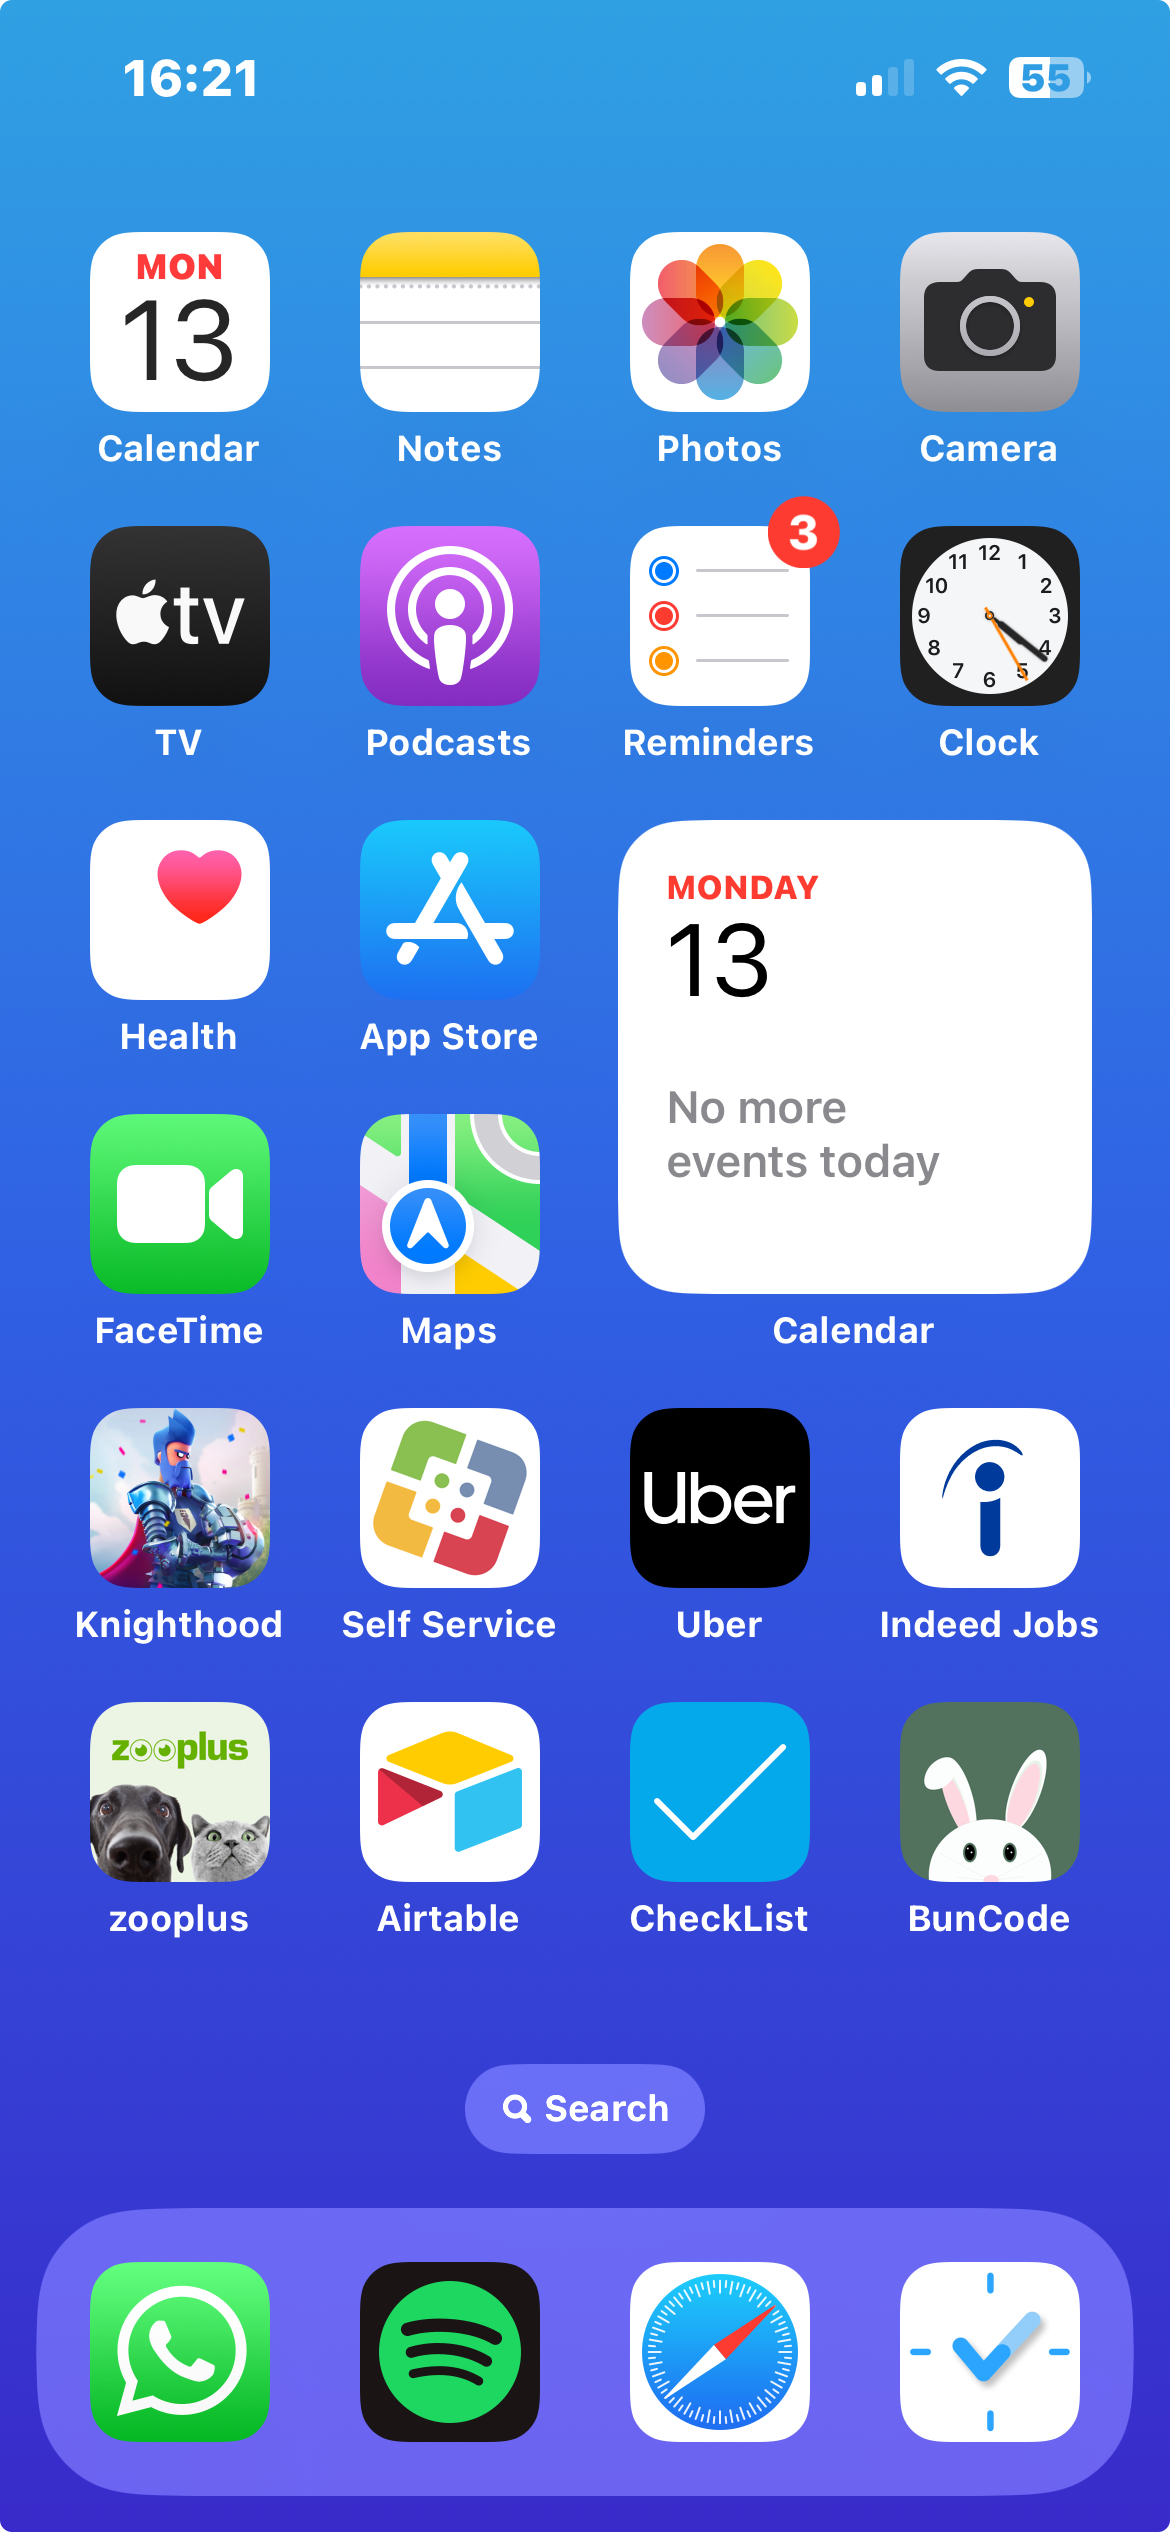 16:21
55
MON
13
Calendar
Notes
Photos
Camera
tv
3
12
11
1
10
2
9
3
8
4
7
5
6
TV
Podcasts
Reminders
Clock
Health
App Store
MONDAY
13
No more
events today
FaceTime
Maps
Calendar
Uber
Knighthood
Self Service
Uber
Indeed Jobs
zooplus
zooplus
Airtable
CheckList
BunCode
Search